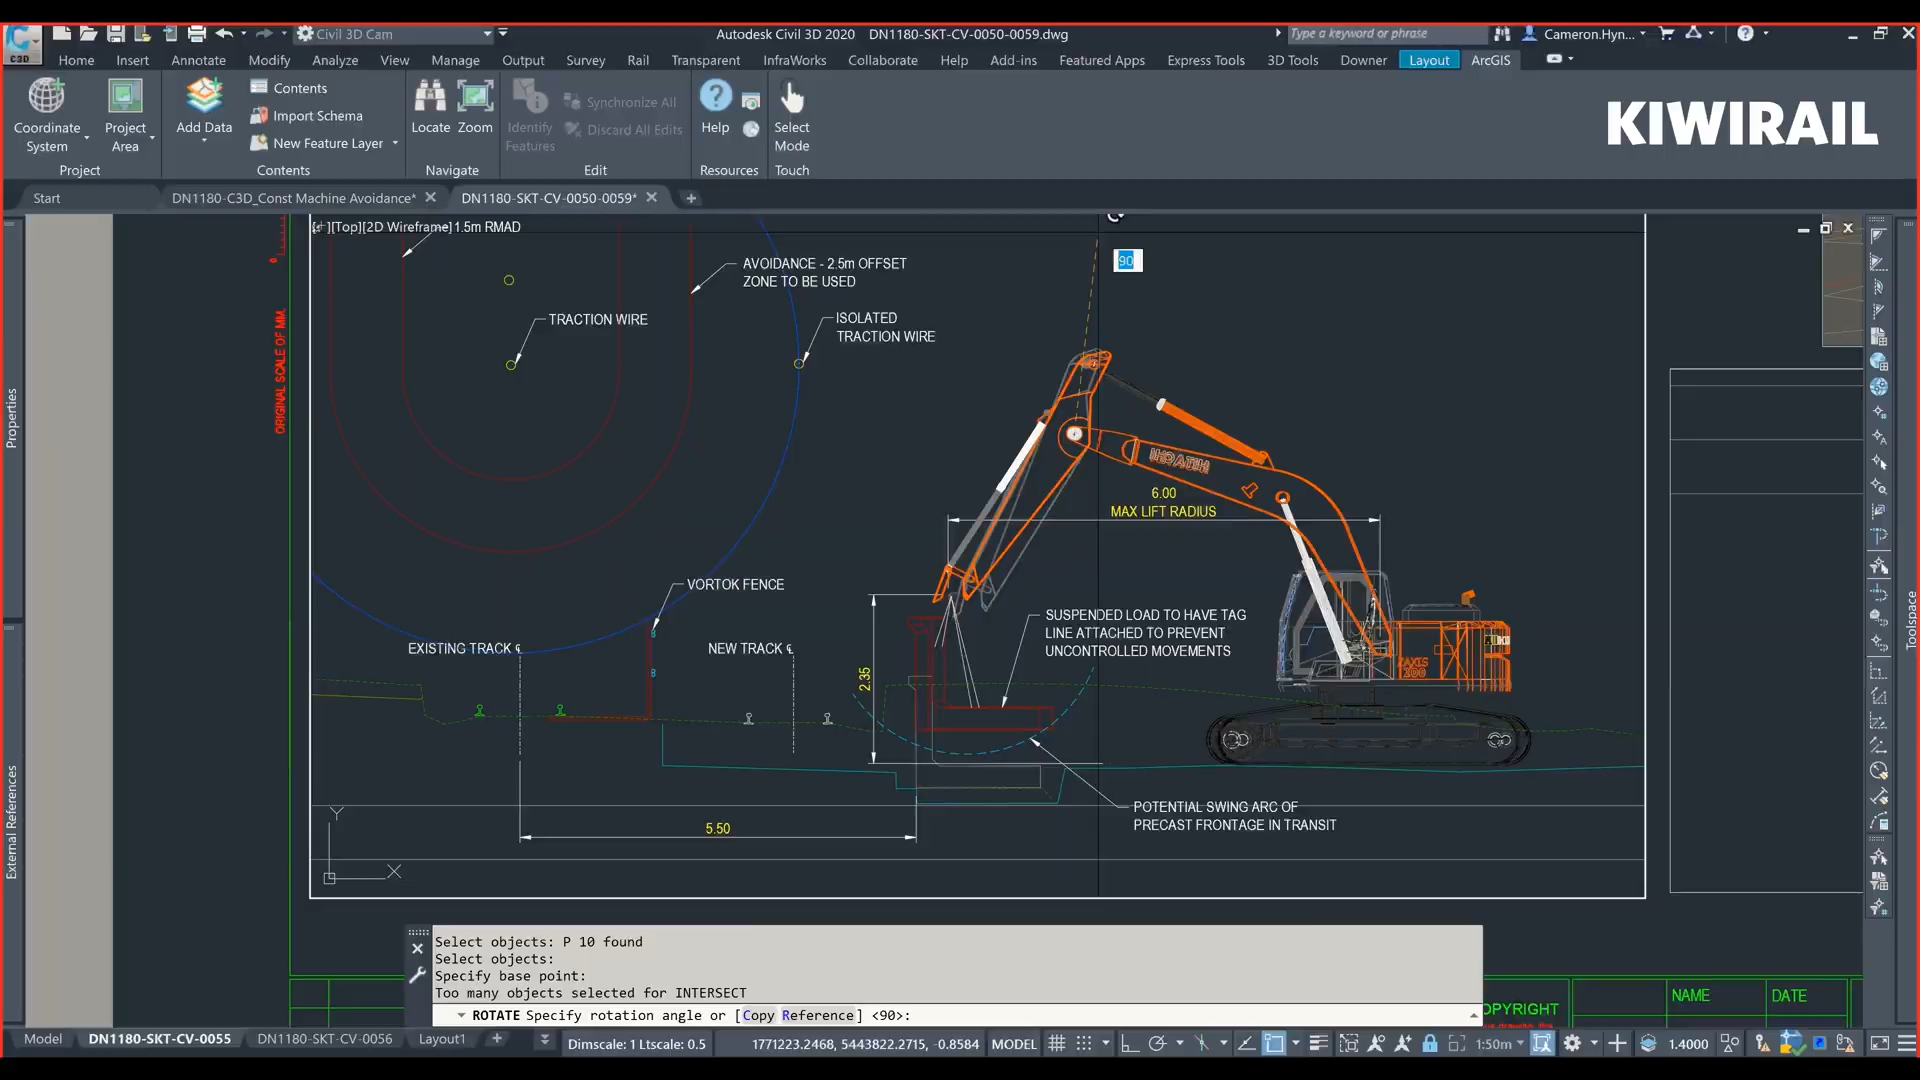 Civil 3D Cam
Autodesk Civil 3D 2020 DN1180-SKT-CV-0050-0059.dwg
Type a keyword or phrase
Cameron.Hyn...
C3D
Home Insert Annotate Modify Analyze View Manage Output Survey Rail Transparent InfraWorks Collaborate Help Add-ins Featured Apps Express Tools 3D Tools Downer Layout ArcGIS
Coordinate System
Project Area
Add Data
Contents
Import Schema
New Feature Layer
Locate
Zoom
Identify Features
Synchronize All
Discard All Edits
Help
Select Mode
Project
Contents
Navigate
Edit
Resources
Touch
KIWIRAIL
Start
DN1180-C3D_Const Machine Avoidance*
DN1180-SKT-CV-0050-0059*
[-][Top][2D Wireframe]
1.5m RMAD
90
AVOIDANCE - 2.5m OFFSET
ZONE TO BE USED
TRACTION WIRE
ISOLATED
TRACTION WIRE
ORIGINAL SCALE OF MM.
0
Properties
External References
Toolspace
HITACHI
6.00
MAX LIFT RADIUS
VORTOK FENCE
EXISTING TRACK ℄
NEW TRACK ℄
2.35
SUSPENDED LOAD TO HAVE TAG
LINE ATTACHED TO PREVENT
UNCONTROLLED MOVEMENTS
ZAXIS
200
POTENTIAL SWING ARC OF
PRECAST FRONTAGE IN TRANSIT
5.50
Y
X
Select objects: P 10 found
Select objects:
Specify base point:
Too many objects selected for INTERSECT
ROTATE Specify rotation angle or [Copy Reference] <90>:
OPYRIGHT
NAME
DATE
Model
DN1180-SKT-CV-0055
DN1180-SKT-CV-0056
Layout1
Dimscale: 1 Ltscale: 0.5
1771223.2468, 5443822.2715, -0.8584
MODEL
1:50m
1.4000